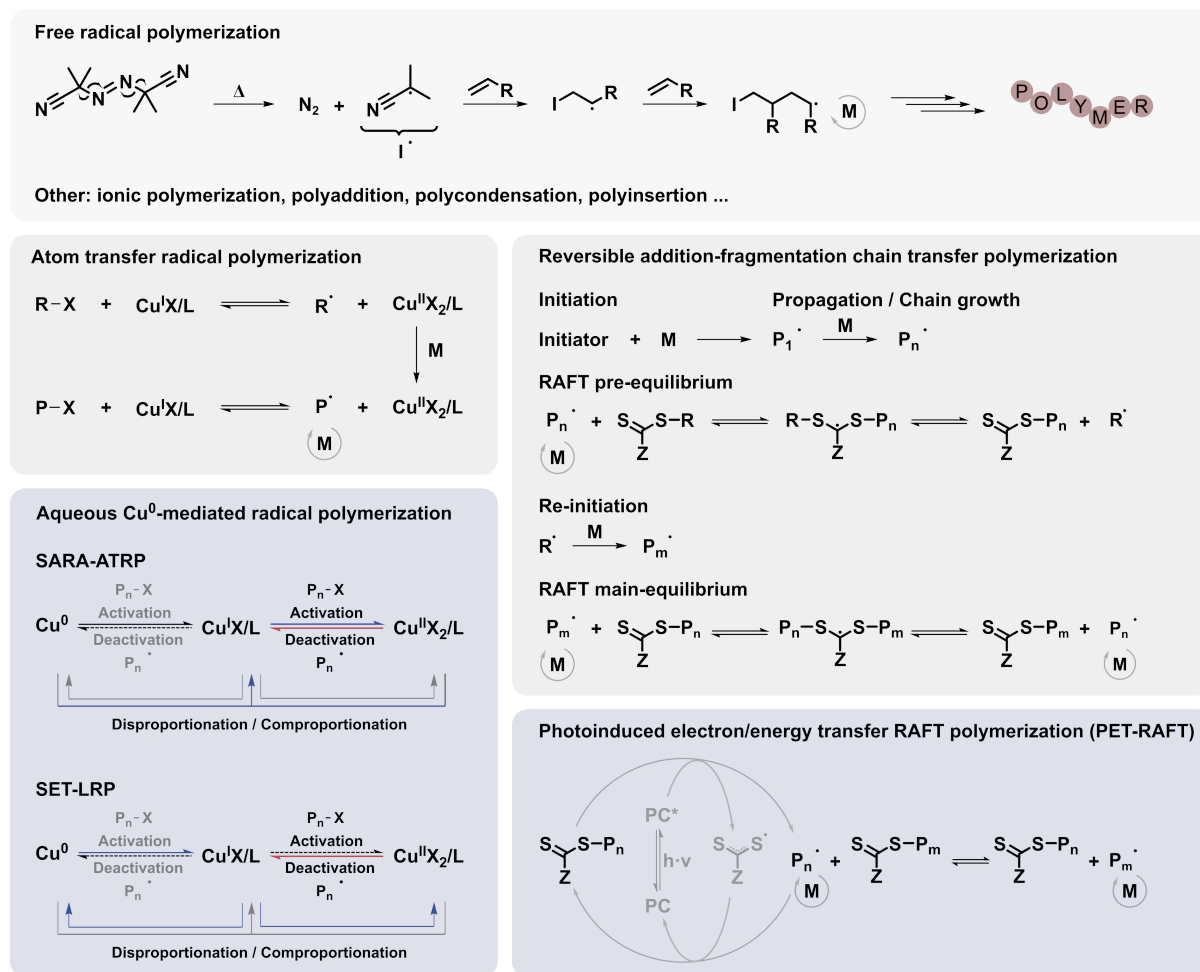 Free radical polymerization
N N N CN
Δ
N₂ + N I• R I R R I R R M
POLYMER
Other: ionic polymerization, polyaddition, polycondensation, polyinsertion ...
Atom transfer radical polymerization
R–X + CuᴵX/L ⇌ R• + CuᴵᴵX₂/L
M
P–X + CuᴵX/L ⇌ P• + CuᴵᴵX₂/L
M
Reversible addition-fragmentation chain transfer polymerization
Initiation Propagation / Chain growth
Initiator + M → P₁• M → Pₙ•
RAFT pre-equilibrium
Pₙ• + S S–R ⇌ R–S S–Pₙ ⇌ S S–Pₙ + R•
M Z Z Z
Re-initiation
R• M → Pₘ•
RAFT main-equilibrium
Pₘ• + S S–Pₙ ⇌ Pₙ–S S–Pₘ ⇌ S S–Pₘ + Pₙ•
M Z Z Z M
Aqueous Cu⁰-mediated radical polymerization
SARA-ATRP
Pₙ–X Pₙ–X
Activation Activation
Cu⁰ CuᴵX/L CuᴵᴵX₂/L
Deactivation Deactivation
Pₙ• Pₙ•
Disproportionation / Comproportionation
SET-LRP
Pₙ–X Pₙ–X
Activation Activation
Cu⁰ CuᴵX/L CuᴵᴵX₂/L
Deactivation Deactivation
Pₙ• Pₙ•
Disproportionation / Comproportionation
Photoinduced electron/energy transfer RAFT polymerization (PET-RAFT)
PC*
S S–Pₙ h·v S S• Pₙ• + S S–Pₘ ⇌ S S–Pₙ + Pₘ•
Z Z M Z Z M
PC